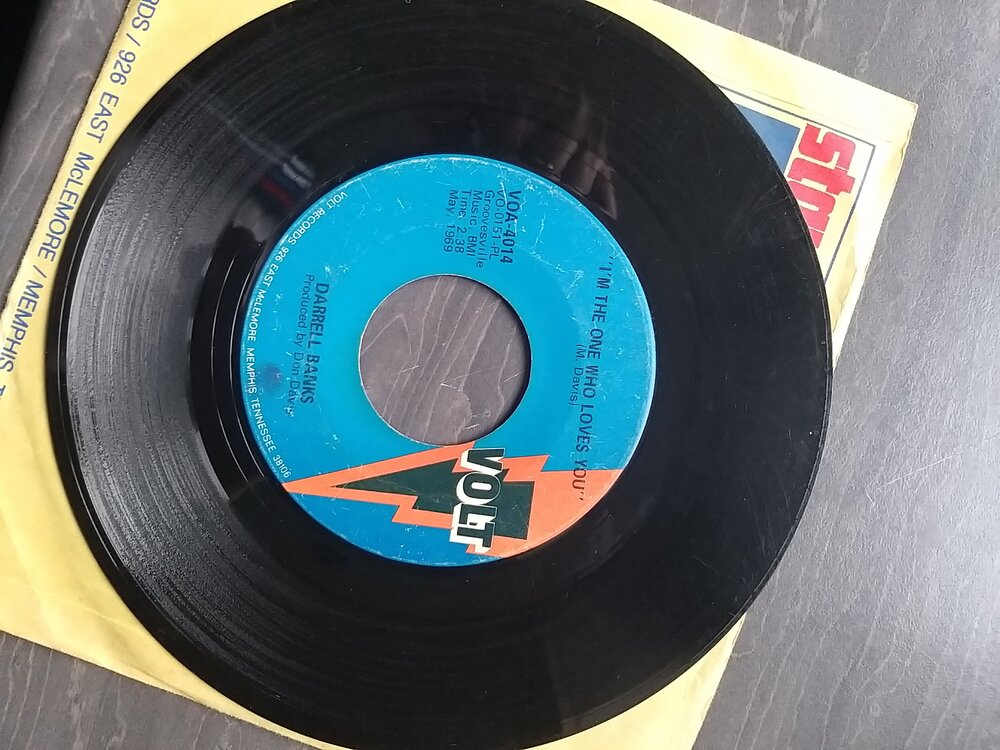 "I'M THE ONE WHO LOVES YOU"
(M. Davis)
VOA-4014
VO-0151-PL
Groovesville
Music, BMI
Time: 2:38
May, 1969
DARRELL BANKS
Produced by Don Davis
VOLT
VOLT RECORDS 926 EAST McLEMORE MEMPHIS TENNESSEE 38106
/ 926 EAST McLEMORE / MEMPHIS